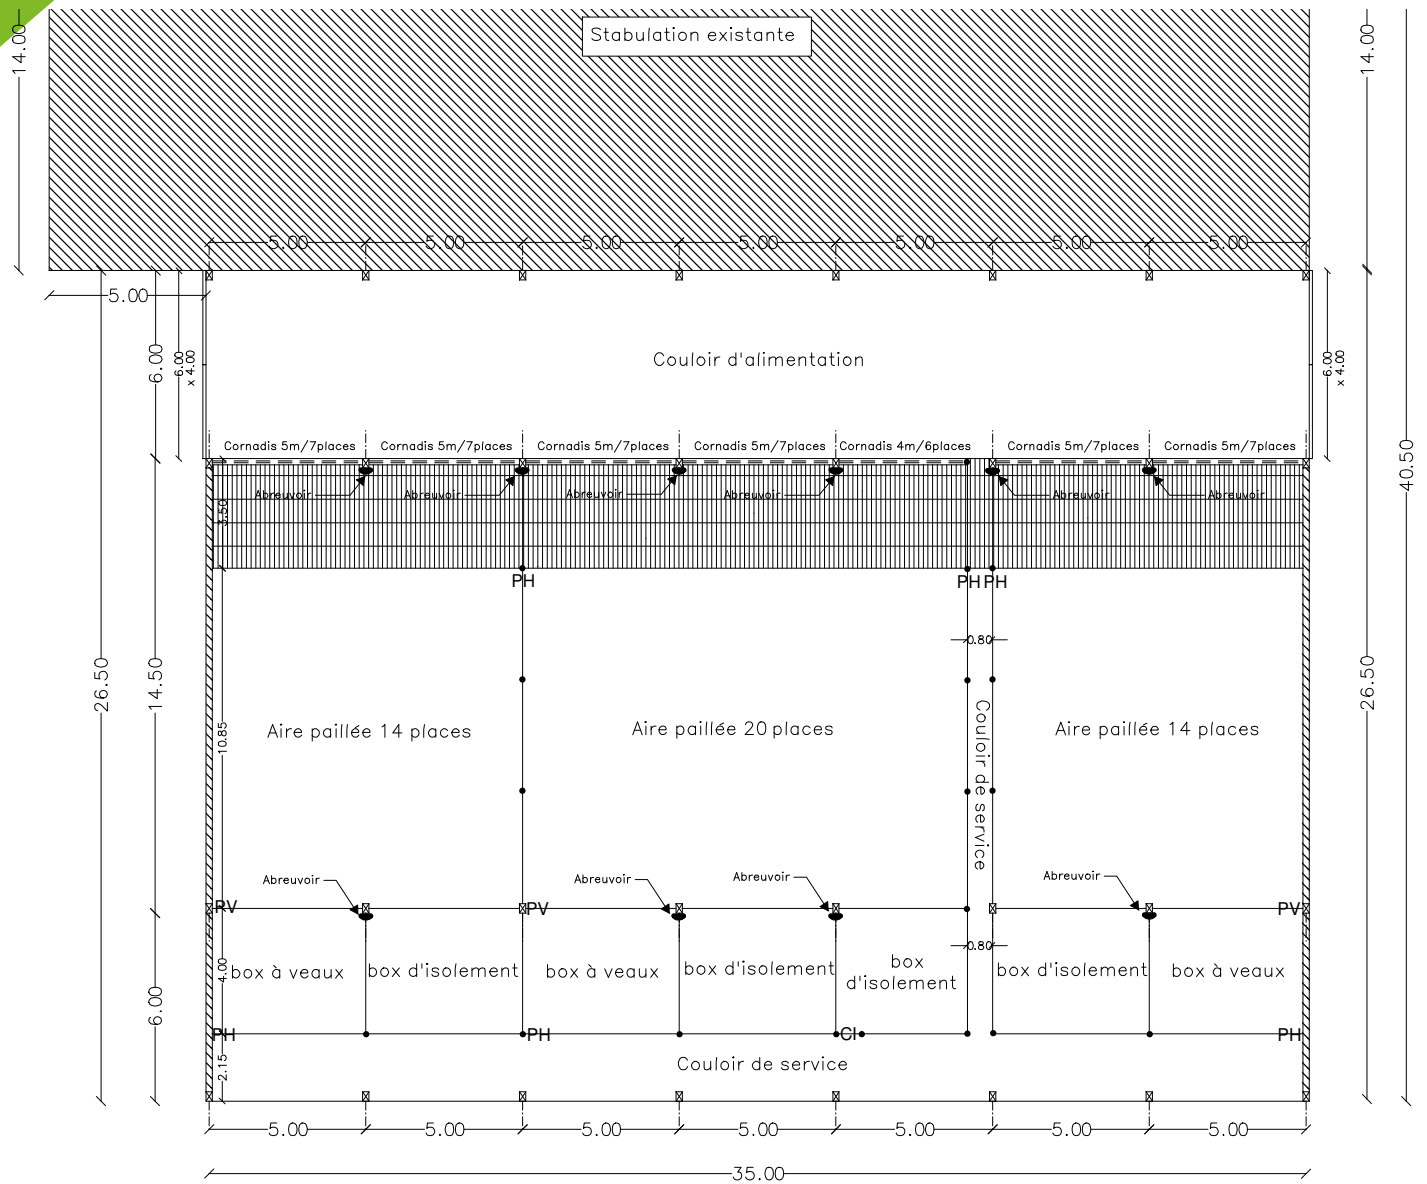 Stabulation existante
14.00
14.00
5.00 5.00 5.00 5.00 5.00 5.00 5.00
5.00
6.00
6.00
x 4.00
Couloir d'alimentation
6.00
x 4.00
Cornadis 5m/7places Cornadis 5m/7places Cornadis 5m/7places Cornadis 5m/7places Cornadis 4m/6places Cornadis 5m/7places Cornadis 5m/7places
40.50
Abreuvoir Abreuvoir Abreuvoir Abreuvoir Abreuvoir Abreuvoir
3.50
PH PH PH
0.80
26.50
14.50
26.50
10.85
Aire paillée 14 places
Aire paillée 20 places
Couloir de service
Aire paillée 14 places
Abreuvoir Abreuvoir Abreuvoir Abreuvoir
PV PV PV
0.80
4.00
box à veaux box d'isolement box à veaux box d'isolement
box
d'isolement
box d'isolement box à veaux
6.00
PH PH CI PH
2.15
Couloir de service
5.00 5.00 5.00 5.00 5.00 5.00 5.00
35.00